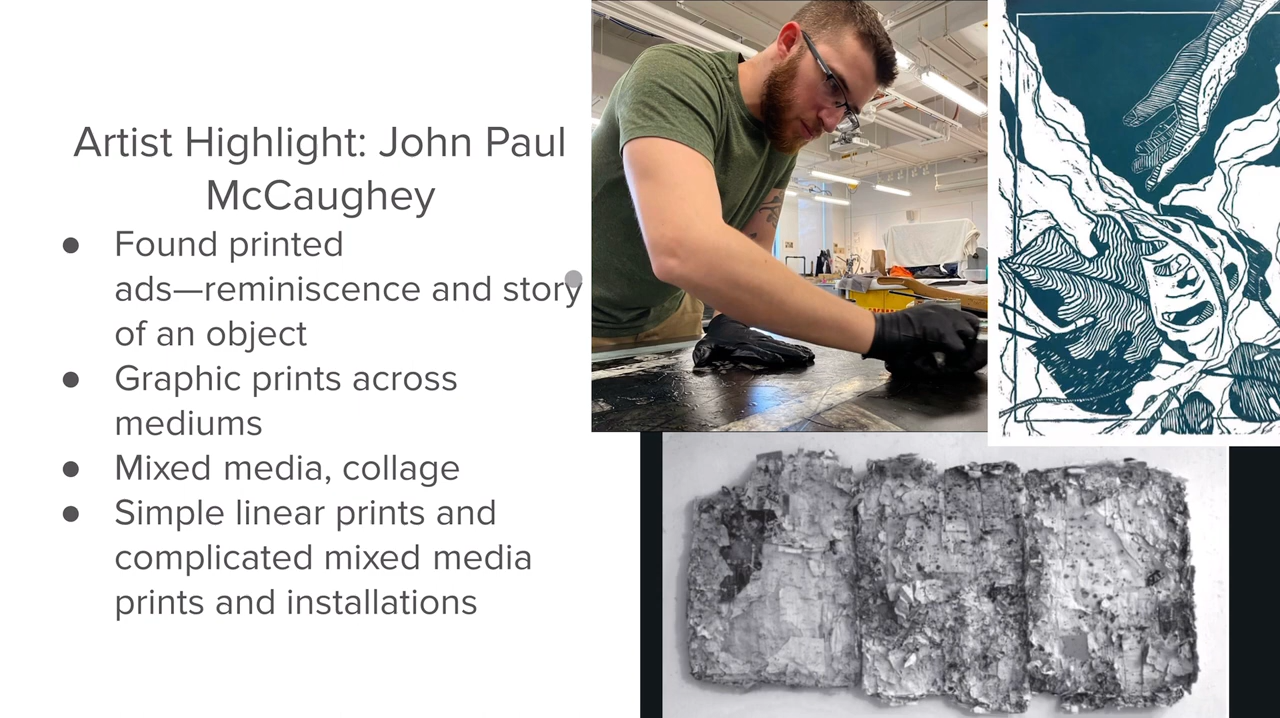 Artist Highlight: John Paul
McCaughey
● Found printed
ads—reminiscence and story
of an object
● Graphic prints across
mediums
● Mixed media, collage
● Simple linear prints and
complicated mixed media
prints and installations